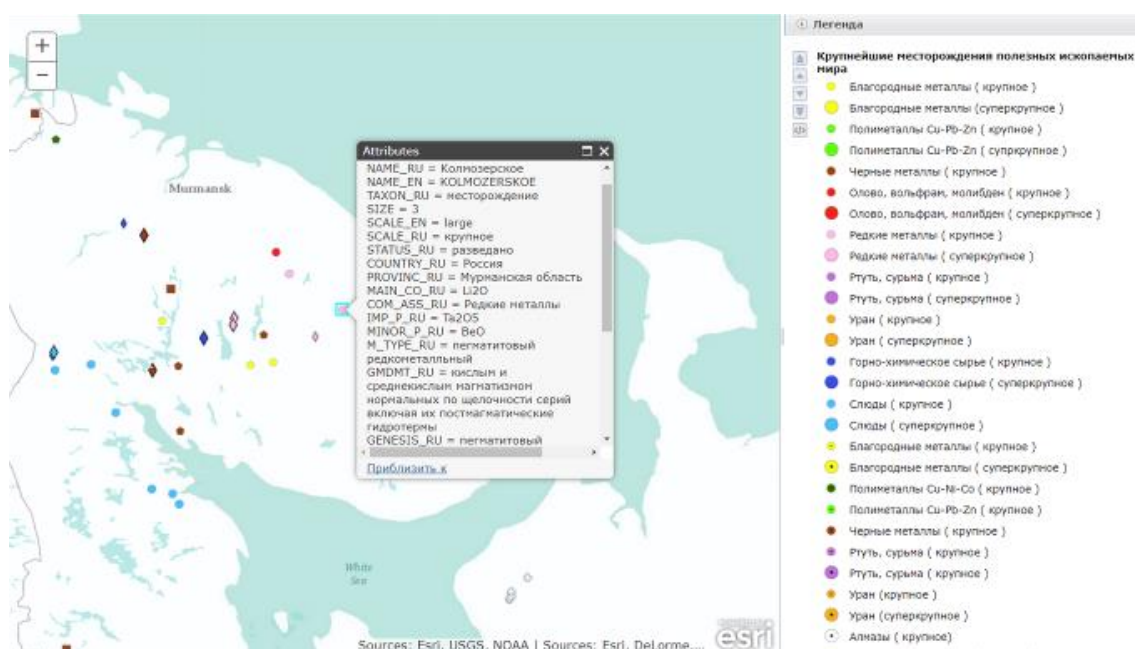 +
−
Murmansk
White
Sea
Attributes
NAME_RU = Колмозерское
NAME_EN = KOLMOZERSKOE
TAXON_RU = месторождение
SIZE = 3
SCALE_EN = large
SCALE_RU = крупное
STATUS_RU = разведано
COUNTRY_RU = Россия
PROVINC_RU = Мурманская область
MAIN_CO_RU = Li2O
COM_ASS_RU = Редкие металлы
IMP_P_RU = Ta2O5
MINOR_P_RU = BeO
M_TYPE_RU = пегматитовый
редкометалльный
GMDMT_RU = кислым и
среднекислым магматизмом
нормальных по щелочности серий
включая их постмагматические
гидротермы
GENESIS_RU = пегматитовый
Приблизить к
Sources: Esri, USGS, NOAA | Sources: Esri, DeLorme,...
esri
Легенда
Крупнейшие месторождения полезных ископаемых
мира
Благородные металлы ( крупное )
Благородные металлы (суперкрупное )
Полиметаллы Cu-Pb-Zn ( крупное )
Полиметаллы Cu-Pb-Zn ( супркрупное )
Черные металлы ( крупное )
Олово, вольфрам, молибден ( крупное )
Олово, вольфрам, молибден ( суперкрупное )
Редкие металлы ( крупное )
Редкие металлы ( суперкрупное )
Ртуть, сурьма ( крупное )
Ртуть, сурьма ( суперкрупное )
Уран ( крупное )
Уран ( суперкрупное )
Горно-химическое сырье ( крупное )
Горно-химическое сырье ( суперкрупное )
Слюды ( крупное )
Слюды ( суперкрупное )
Благородные металлы ( крупное )
Благородные металлы ( суперкрупное )
Полиметаллы Cu-Ni-Co ( крупное )
Полиметаллы Cu-Pb-Zn ( крупное )
Черные металлы ( крупное )
Ртуть, сурьма ( крупное )
Ртуть, сурьма ( крупное )
Уран (крупное )
Уран (суперкрупное )
Алмазы ( крупное)